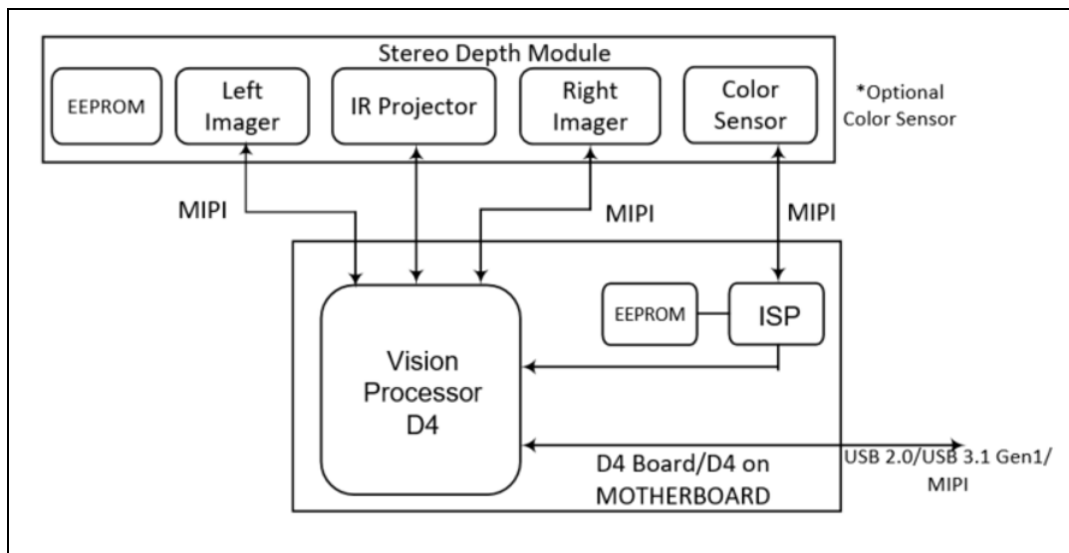 Stereo Depth Module
EEPROM
Left
Imager
IR Projector
Right
Imager
Color
Sensor
*Optional
Color Sensor
MIPI
MIPI
MIPI
EEPROM
ISP
Vision
Processor
D4
D4 Board/D4 on
MOTHERBOARD
USB 2.0/USB 3.1 Gen1/
MIPI